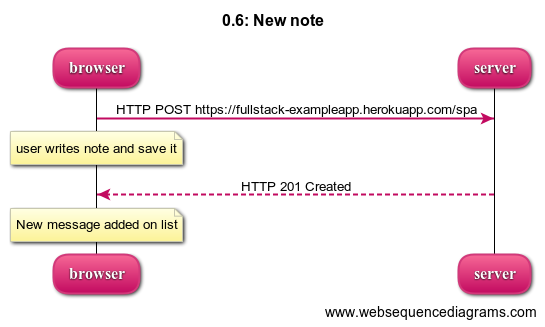 0.6: New note
browser
server
HTTP POST https://fullstack-exampleapp.herokuapp.com/spa
user writes note and save it
HTTP 201 Created
New message added on list
browser
server
www.websequencediagrams.com